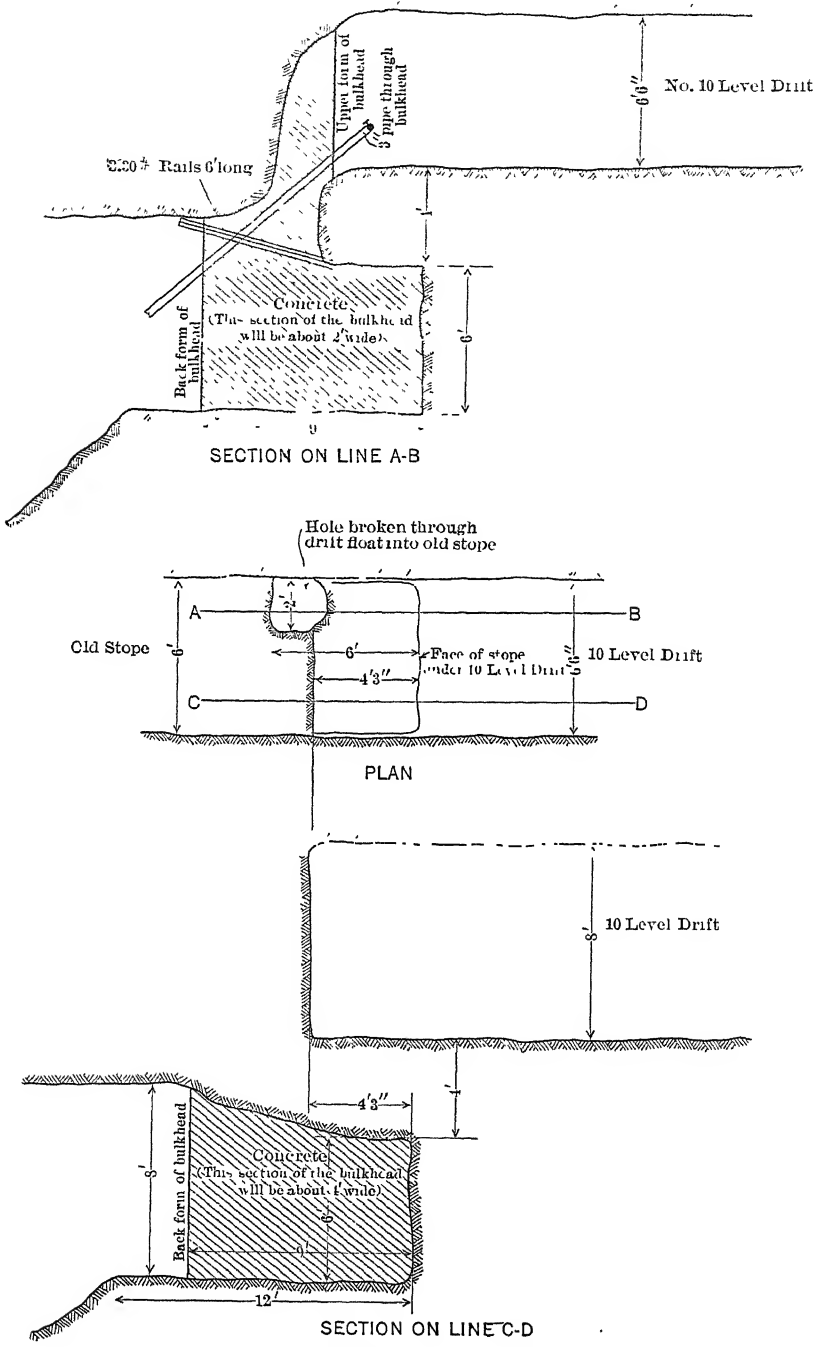 Upper form of
bulkhead
3" pipe through
bulkhead
6'6"
No. 10 Level Drift
Rails 6' long
Concrete
(This section of the bulkhead
will be about 2' wide)
Back form of
bulkhead
6'
SECTION ON LINE A-B
Hole broken through
drift float into old stope
A
2'
B
Old Stope
6'
6'
Face of stope
under 10 Level Drift
6'6"
10 Level Drift
4'3"
C
D
PLAN
8'
10 Level Drift
4'3"
8'
Back form of bulkhead
Concrete
(This section of the bulkhead
will be about 4' wide)
6'
9'
12'
SECTION ON LINE C-D